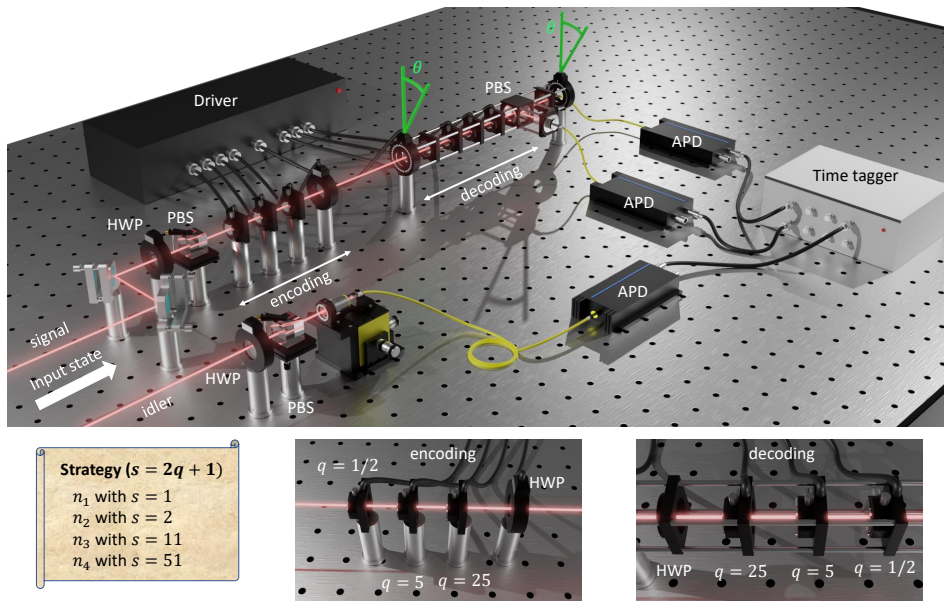 θ
θ
Driver
PBS
APD
decoding
Time tagger
APD
HWP
PBS
encoding
APD
signal
Input state
HWP
idler
PBS
Strategy (s = 2q + 1)
n₁ with s = 1
n₂ with s = 2
n₃ with s = 11
n₄ with s = 51
encoding
q = 1/2
HWP
q = 5
q = 25
decoding
HWP
q = 25
q = 5
q = 1/2